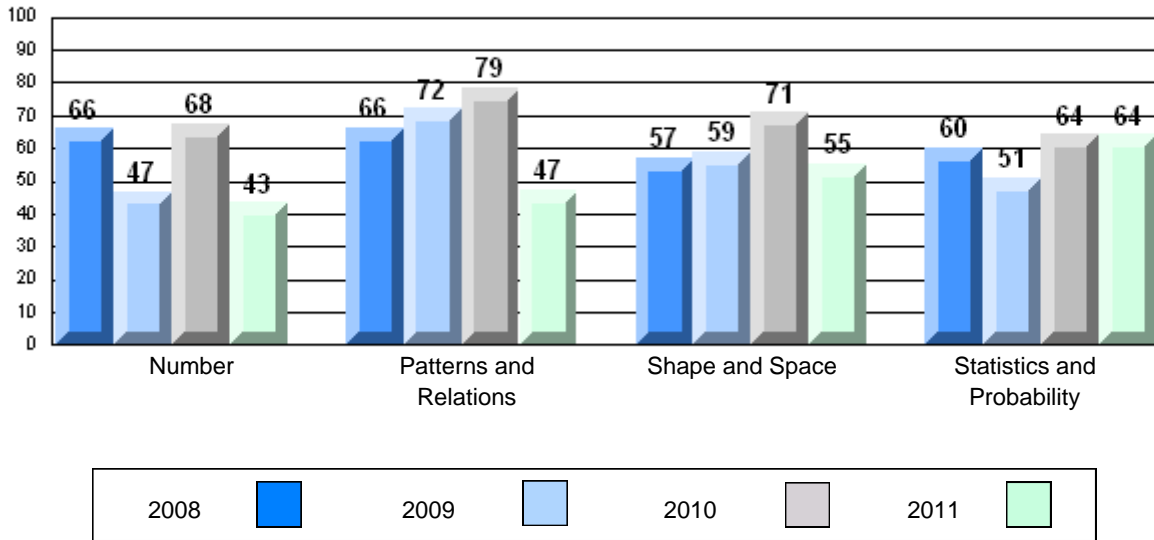 100
90
80
70
60
50
40
30
20
10
0
66 47 68 43
66 72 79 47
57 59 71 55
60 51 64 64
Number
Patterns and
Relations
Shape and Space
Statistics and
Probability
2008 2009 2010 2011